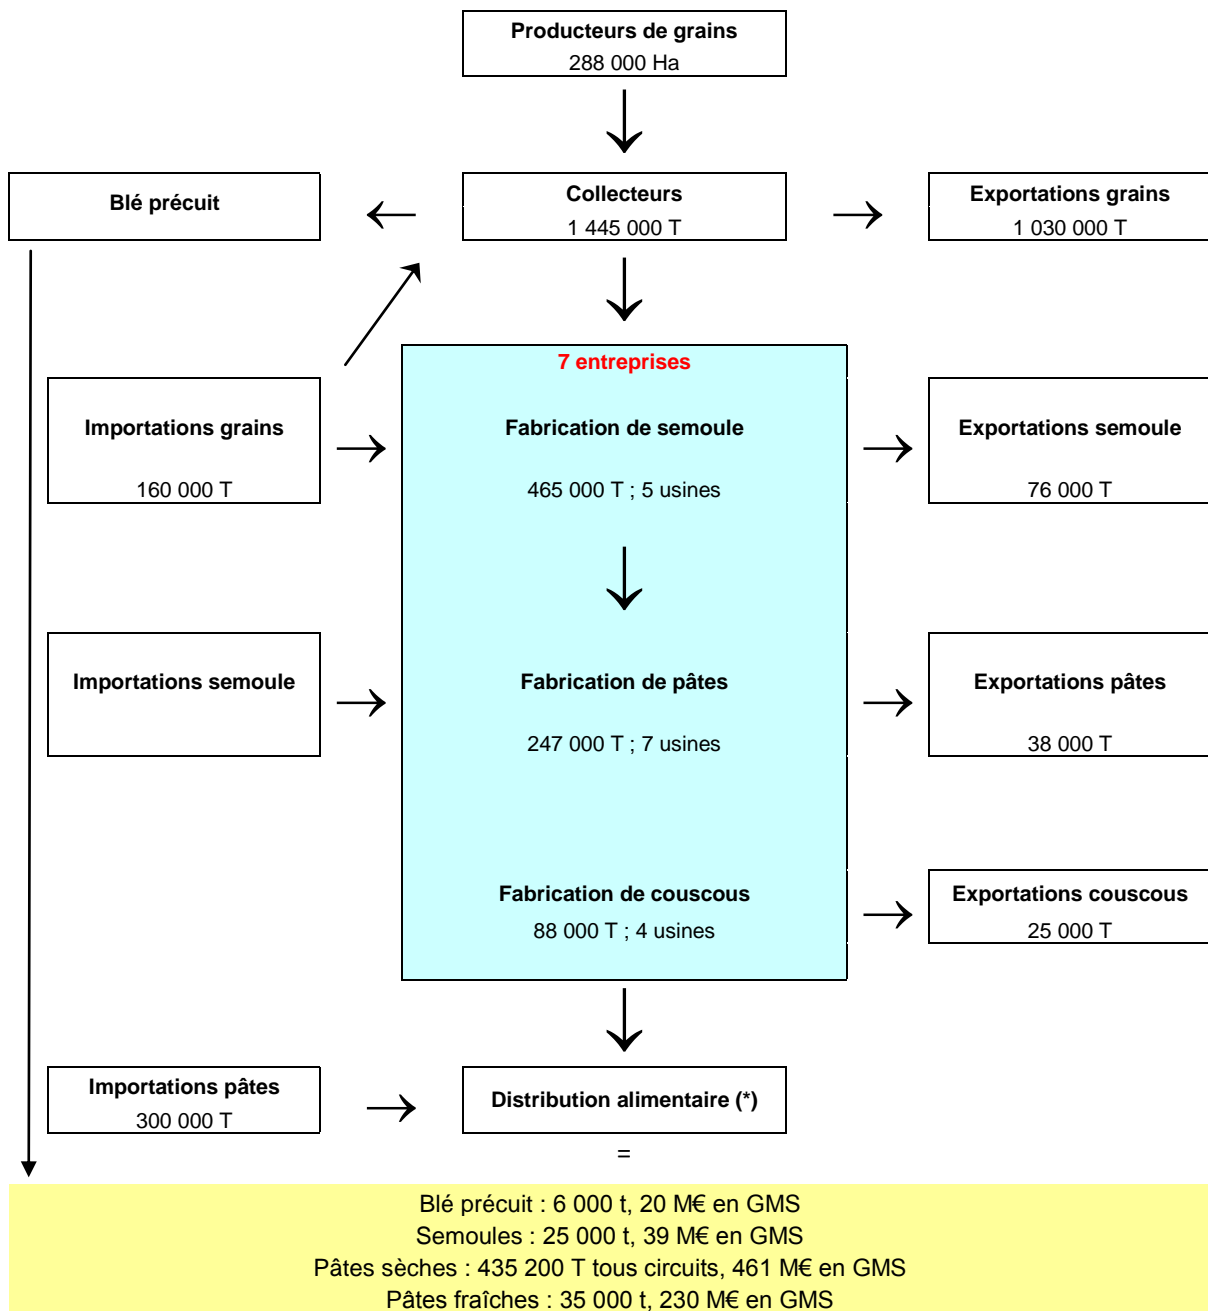 Producteurs de grains
288 000 Ha
Blé précuit
Collecteurs
1 445 000 T
Exportations grains
1 030 000 T
7 entreprises
Importations grains
160 000 T
Fabrication de semoule
465 000 T ; 5 usines
Exportations semoule
76 000 T
Importations semoule
Fabrication de pâtes
247 000 T ; 7 usines
Exportations pâtes
38 000 T
Fabrication de couscous
88 000 T ; 4 usines
Exportations couscous
25 000 T
Importations pâtes
300 000 T
Distribution alimentaire (*)
=
Blé précuit : 6 000 t, 20 M€ en GMS
Semoules : 25 000 t, 39 M€ en GMS
Pâtes sèches : 435 200 T tous circuits, 461 M€ en GMS
Pâtes fraîches : 35 000 t, 230 M€ en GMS